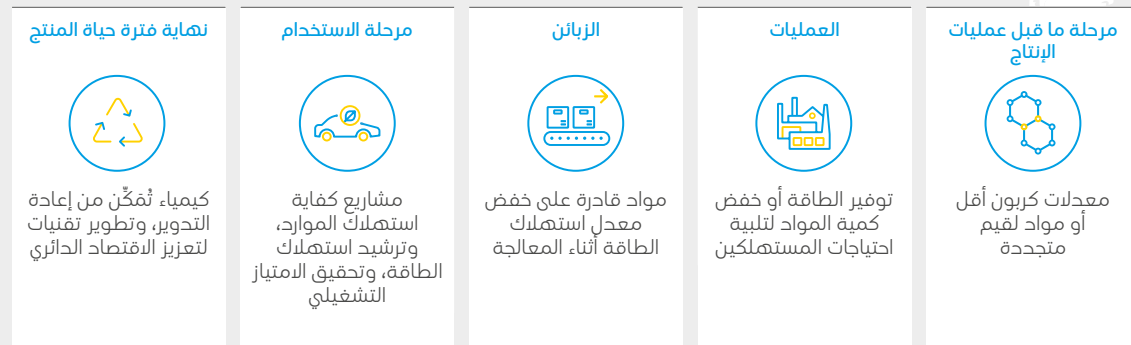 مرحلة ما قبل عمليات
الإنتاج
معدلات كربون أقل
أو مواد لقيم
متجددة
العمليات
توفير الطاقة أو خفض
كمية المواد لتلبية
احتياجات المستهلكين
الزبائن
مواد قادرة على خفض
معدل استهلاك
الطاقة أثناء المعالجة
مرحلة الاستخدام
مشاريع كفاية
استهلاك الموارد،
وترشيد استهلاك
الطاقة، وتحقيق الامتياز
التشغيلي
نهاية فترة حياة المنتج
كيمياء تُمَكِّن من إعادة
التدوير، وتطوير تقنيات
لتعزيز الاقتصاد الدائري